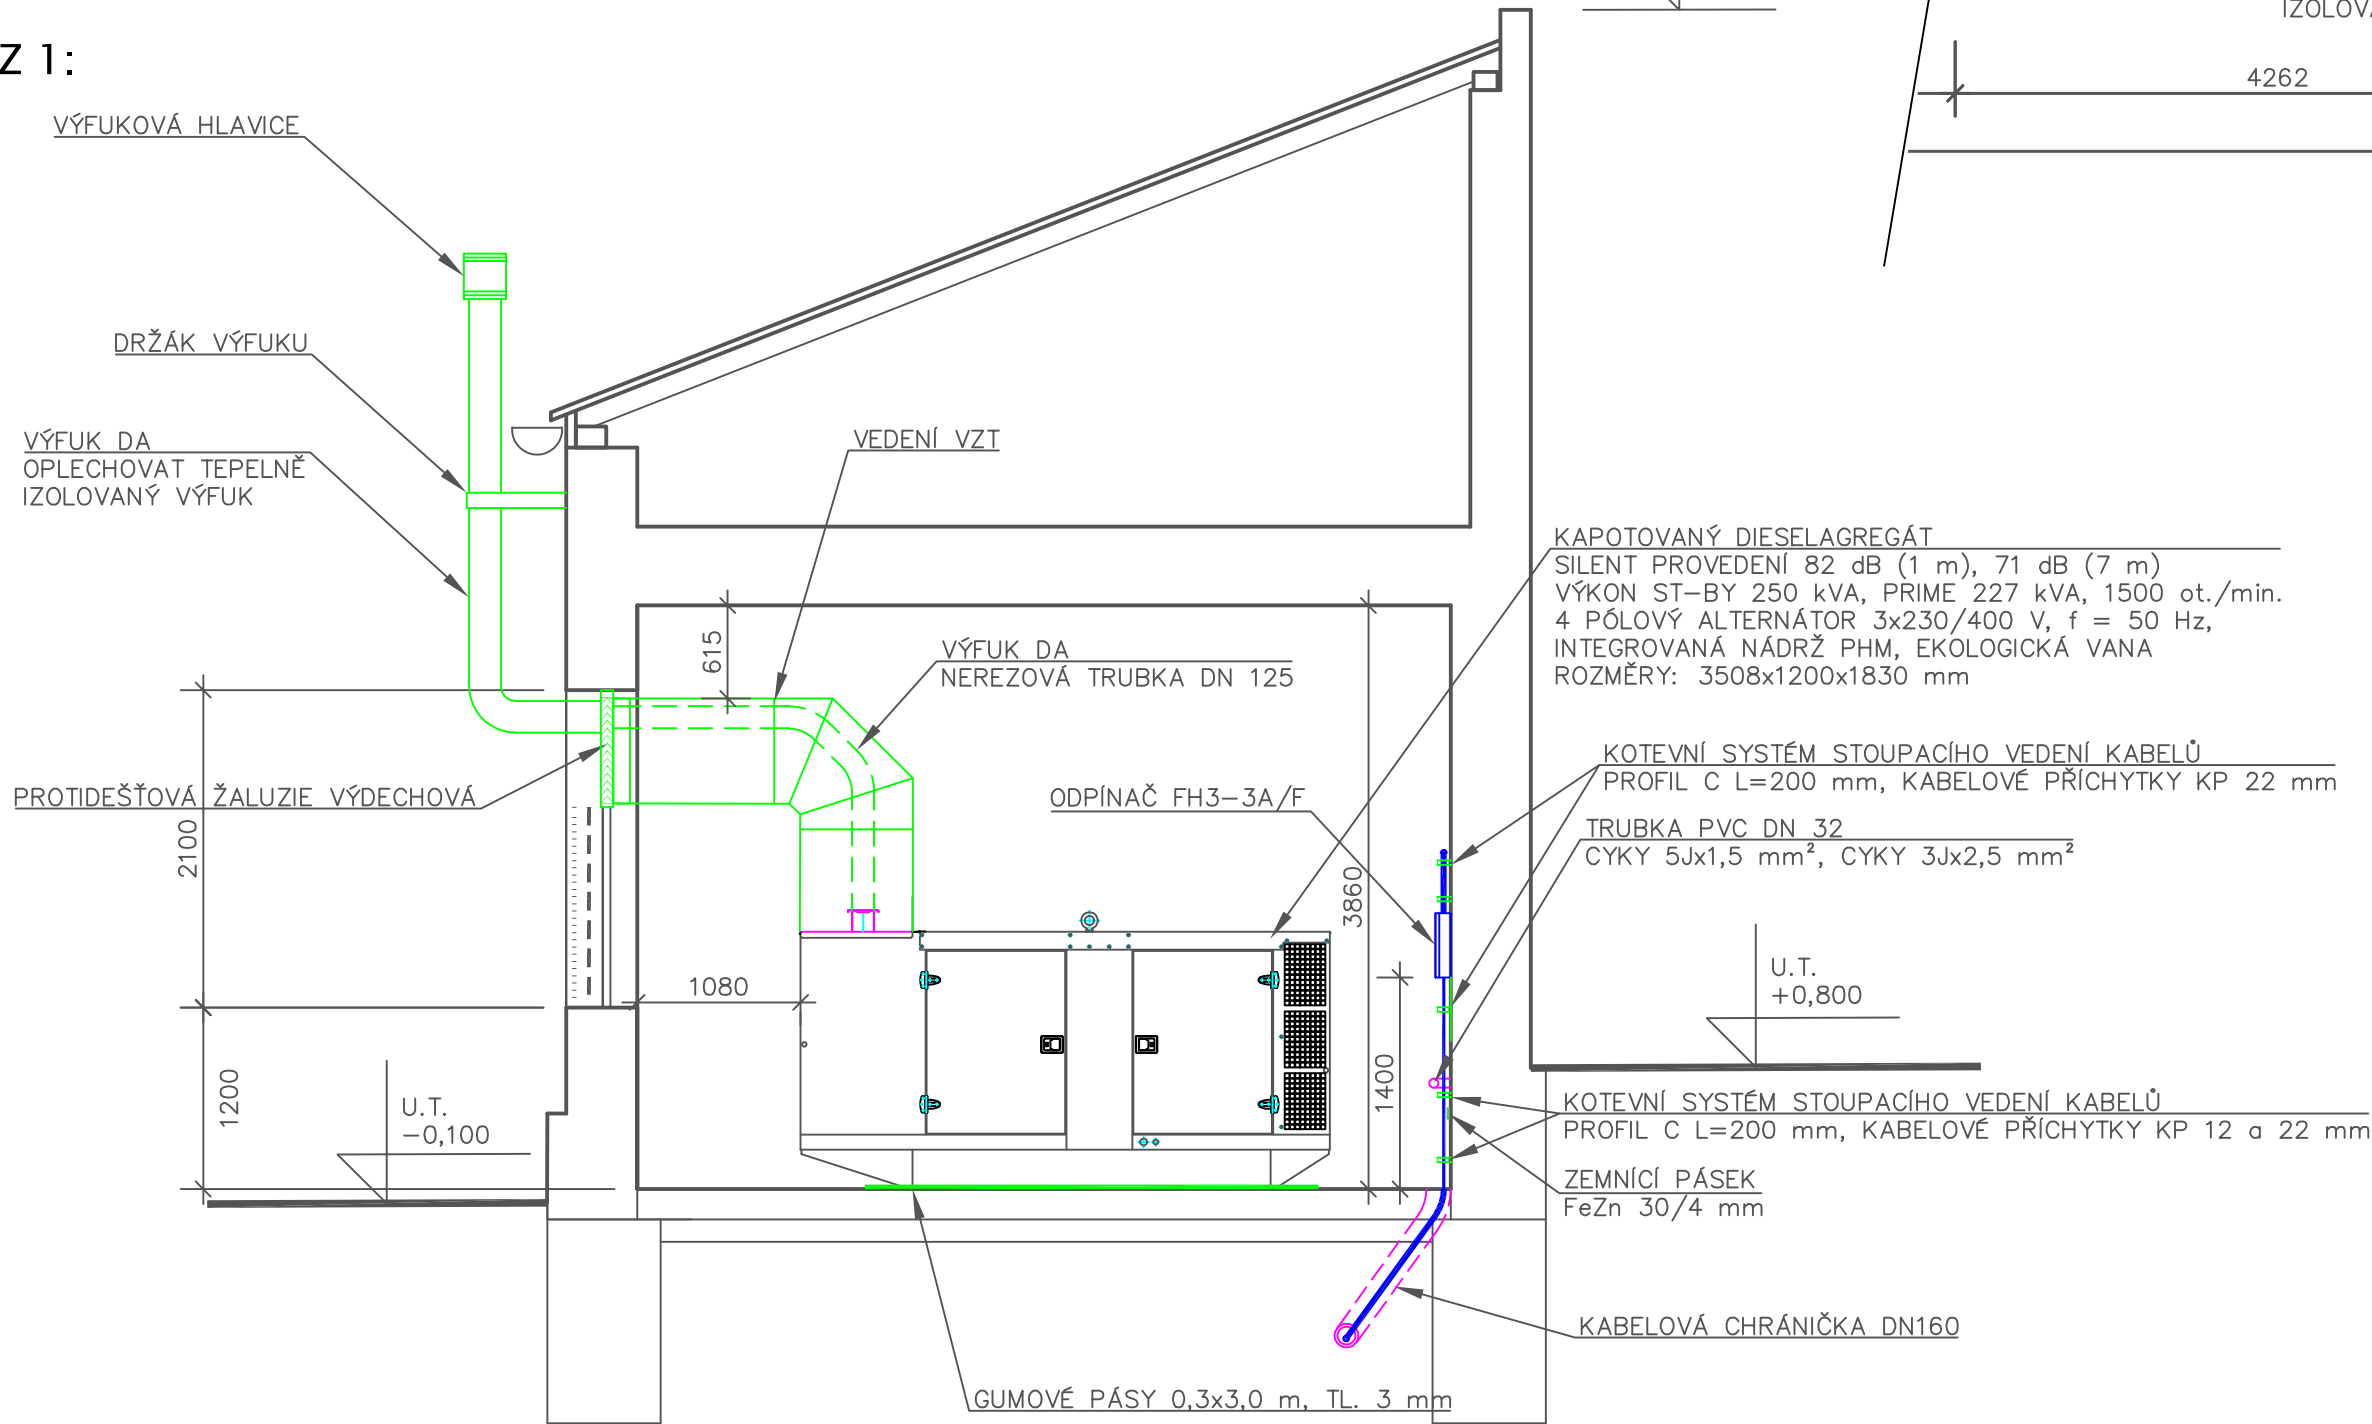 Z 1:
IZOLOVA
4262
VÝFUKOVÁ HLAVICE
DRŽÁK VÝFUKU
VÝFUK DA
OPLECHOVAT TEPELNĚ
IZOLOVANÝ VÝFUK
VEDENÍ VZT
KAPOTOVANÝ DIESELAGREGÁT
SILENT PROVEDENÍ 82 dB (1 m), 71 dB (7 m)
VÝKON ST-BY 250 kVA, PRIME 227 kVA, 1500 ot./min.
4 PÓLOVÝ ALTERNÁTOR 3x230/400 V, f = 50 Hz,
INTEGROVANÁ NÁDRŽ PHM, EKOLOGICKÁ VANA
ROZMĚRY: 3508x1200x1830 mm
615
VÝFUK DA
NEREZOVÁ TRUBKA DN 125
KOTEVNÍ SYSTÉM STOUPACÍHO VEDENÍ KABELŮ
PROFIL C L=200 mm, KABELOVÉ PŘÍCHYTKY KP 22 mm
PROTIDEŠŤOVÁ ŽALUZIE VÝDECHOVÁ
ODPÍNAČ FH3-3A/F
TRUBKA PVC DN 32
CYKY 5Jx1,5 mm², CYKY 3Jx2,5 mm²
2100
3860
1080
U.T.
+0,800
1400
1200
U.T.
-0,100
KOTEVNÍ SYSTÉM STOUPACÍHO VEDENÍ KABELŮ
PROFIL C L=200 mm, KABELOVÉ PŘÍCHYTKY KP 12 a 22 mm
ZEMNÍCÍ PÁSEK
FeZn 30/4 mm
KABELOVÁ CHRÁNIČKA DN160
GUMOVÉ PÁSY 0,3x3,0 m, TL. 3 mm